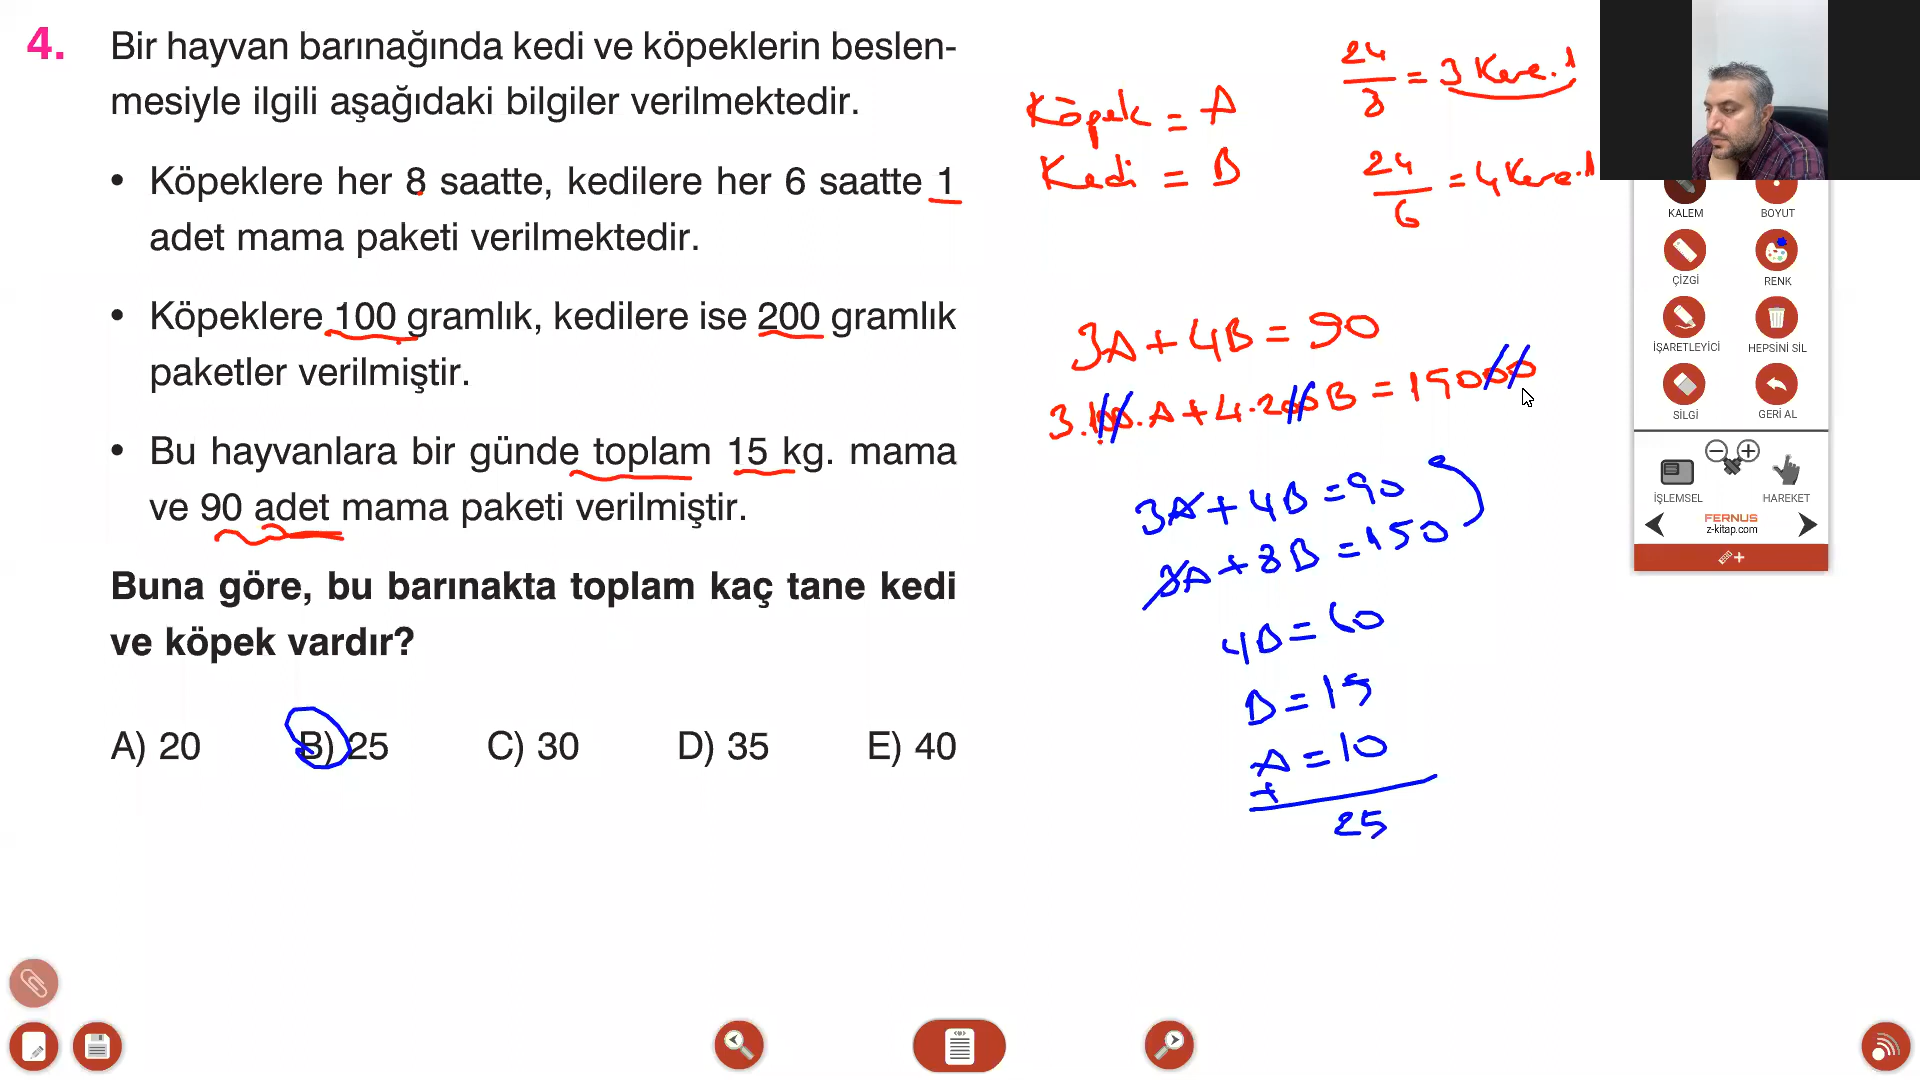 4. Bir hayvan barınağında kedi ve köpeklerin beslen-
mesiyle ilgili aşağıdaki bilgiler verilmektedir.
• Köpeklere her 8 saatte, kedilere her 6 saatte 1
adet mama paketi verilmektedir.
• Köpeklere 100 gramlık, kedilere ise 200 gramlık
paketler verilmiştir.
• Bu hayvanlara bir günde toplam 15 kg. mama
ve 90 adet mama paketi verilmiştir.
Buna göre, bu barınakta toplam kaç tane kedi
ve köpek vardır?
A) 20 B) 25 C) 30 D) 35 E) 40
Köpek = A
Kedi = B
24/8 = 3 kere.1
24/6 = 4 kere.1
3A + 4B = 90
3.100.A + 4.200B = 15000
3A + 4B = 90
3A + 8B = 150
4B = 60
B = 15
A = 10
+
25
KALEM BOYUT
ÇİZGİ RENK
İŞARETLEYİCİ HEPSİNİ SİL
SİLGİ GERİ AL
İŞLEMSEL HAREKET
FERNUS
z-kitap.com